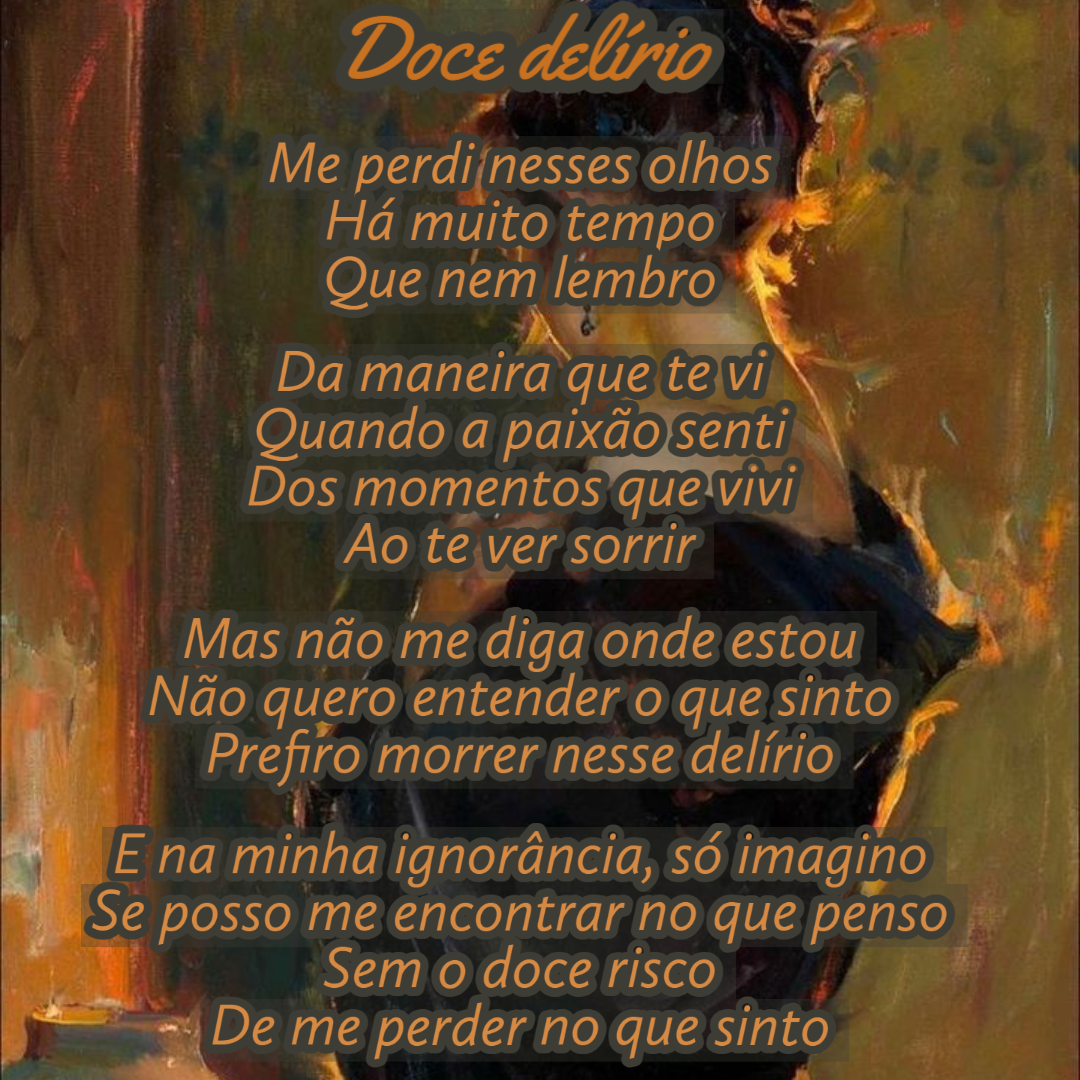 Doce delírio
Me perdi nesses olhos
Há muito tempo
Que nem lembro
Da maneira que te vi
Quando a paixão senti
Dos momentos que vivi
Ao te ver sorrir
Mas não me diga onde estou
Não quero entender o que sinto
Prefiro morrer nesse delírio
E na minha ignorância, só imagino
Se posso me encontrar no que penso
Sem o doce risco
De me perder no que sinto